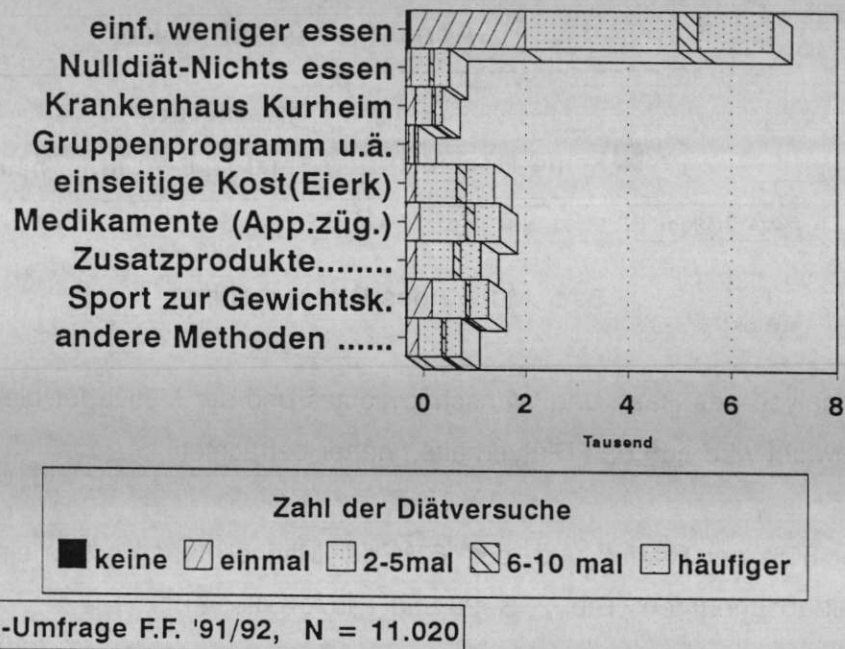 einf. weniger essen
Nulldiät-Nichts essen
Krankenhaus Kurheim
Gruppenprogramm u.ä.
einseitige Kost(Eierk)
Medikamente (App.züg.)
Zusatzprodukte........
Sport zur Gewichtsk.
andere Methoden ......
0 2 4 6 8
Tausend
Zahl der Diätversuche
keine einmal 2-5mal 6-10 mal häufiger
-Umfrage F.F. '91/92, N = 11.020